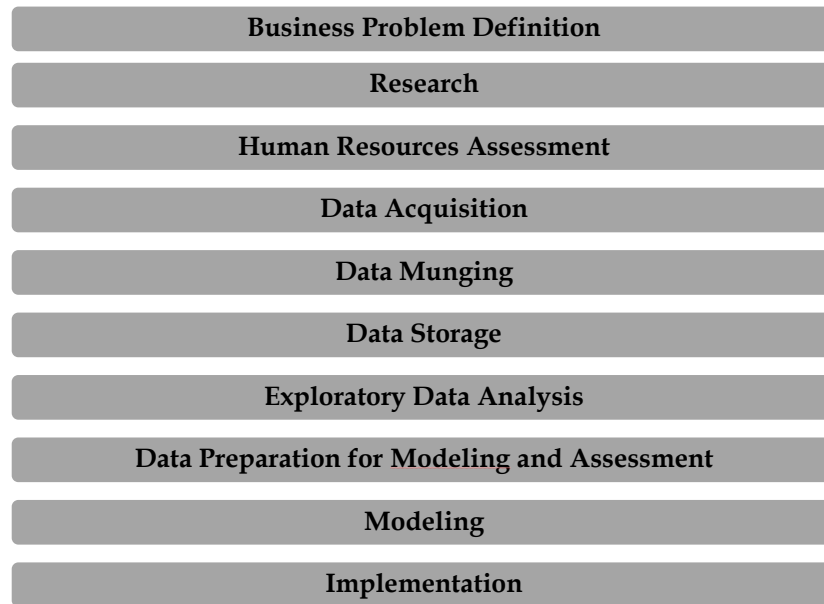 Business Problem Definition
Research
Human Resources Assessment
Data Acquisition
Data Munging
Data Storage
Exploratory Data Analysis
Data Preparation for Modeling and Assessment
Modeling
Implementation